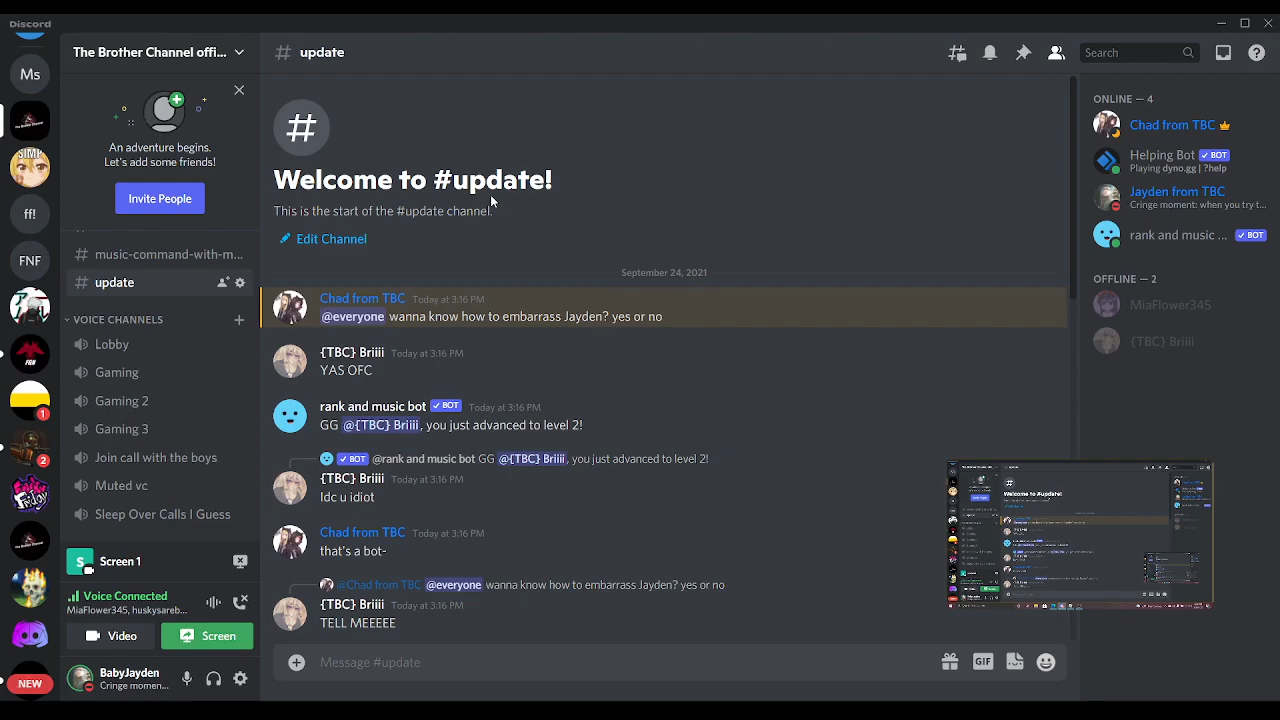 Discord
The Brother Channel offi...
update
Search
Ms
SIMP
ff!
FNF
1
2
NEW
An adventure begins.
Let's add some friends!
Invite People
music-command-with-m...
update
VOICE CHANNELS
Lobby
Gaming
Gaming 2
Gaming 3
Join call with the boys
Muted vc
Sleep Over Calls I Guess
S
Screen1
Voice Connected
MiaFlower345, huskysareb...
Video
Screen
BabyJayden
Cringe momen...
Welcome to #update!
This is the start of the #update channel.
Edit Channel
September 24, 2021
Chad from TBC Today at 3:16 PM
@everyone wanna know how to embarrass Jayden? yes or no
{TBC} Briiii Today at 3:16 PM
YAS OFC
rank and music bot ✓ BOT Today at 3:16 PM
GG @{TBC} Briiii, you just advanced to level 2!
✓ BOT @rank and music bot GG @{TBC} Briiii, you just advanced to level 2!
{TBC} Briiii Today at 3:16 PM
Idc u idiot
Chad from TBC Today at 3:16 PM
that's a bot-
@Chad from TBC @everyone wanna know how to embarrass Jayden? yes or no
{TBC} Briiii Today at 3:16 PM
TELL MEEEEE
Message #update
GIF
ONLINE — 4
Chad from TBC
Helping Bot ✓ BOT
Playing dyno.gg | ?help
Jayden from TBC
Cringe moment: when you try t...
rank and music ... ✓ BOT
OFFLINE — 2
MiaFlower345
{TBC} Briiii
Welcome to #update!